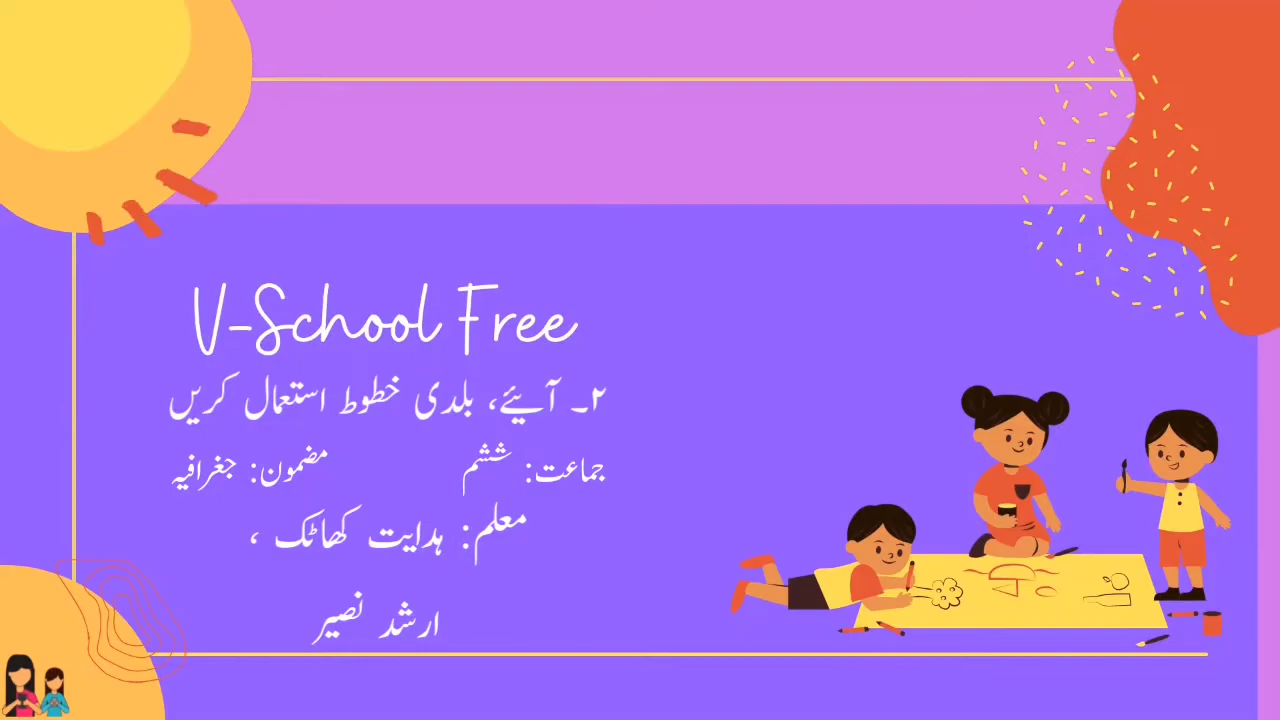 V-School Free
۲۔ آیئے، بلدی خطوط استعمال کریں
جماعت: ششم مضمون: جغرافیہ
معلم: ہدایت کھاٹک ،
ارشد نصیر